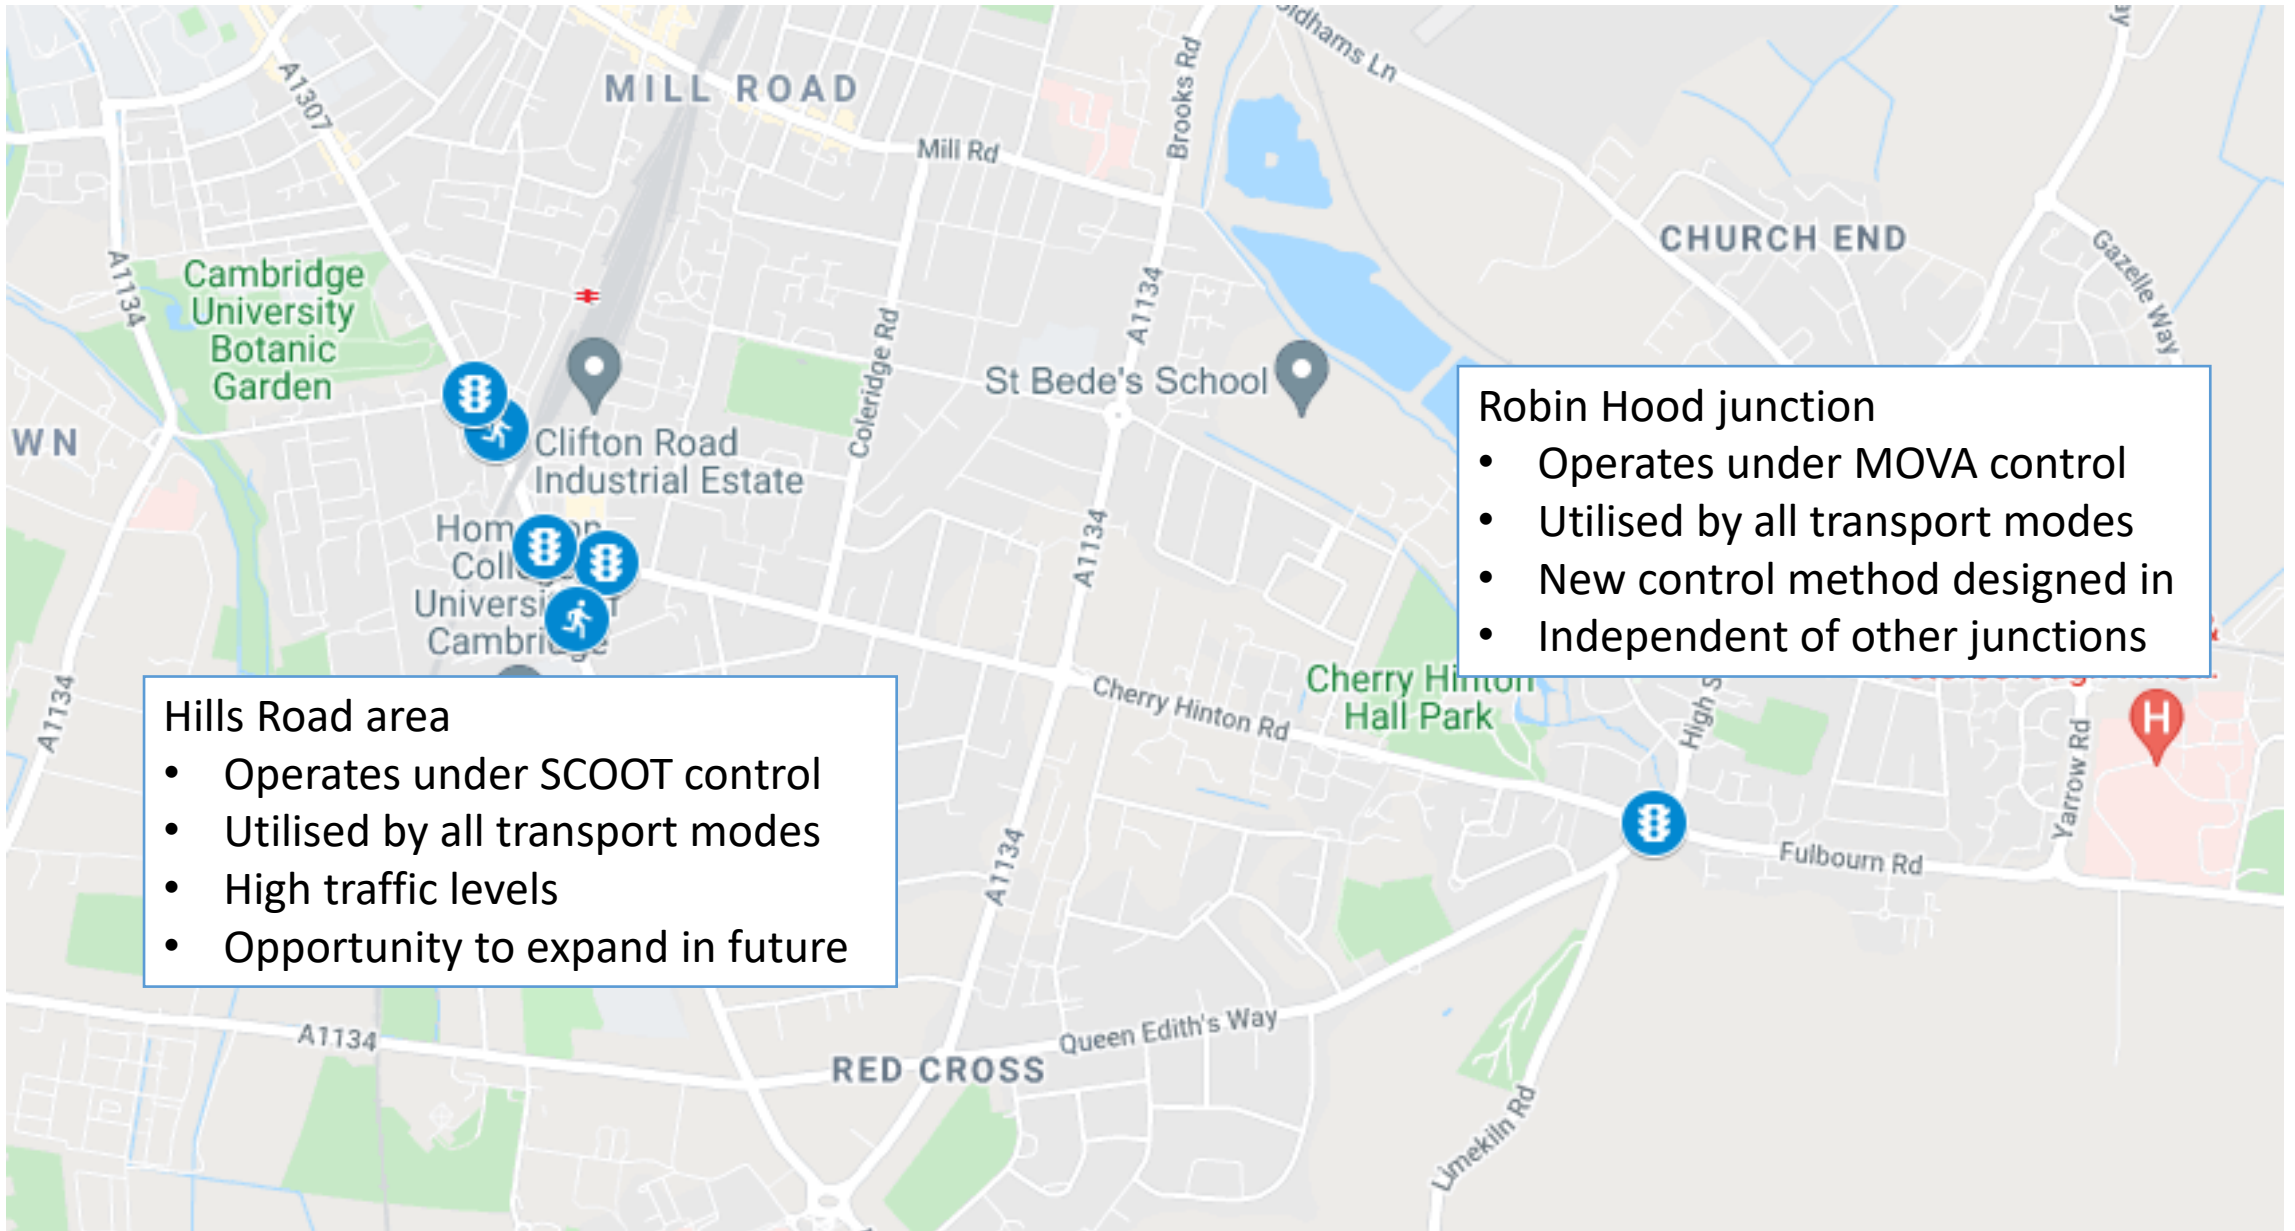 oldhams Ln
A1307
MILL ROAD
Brooks Rd
Mill Rd
CHURCH END
A1134
Cambridge
University
Botanic
Garden
Gazelle Way
A1134
Coleridge Rd
St Bede's School
WN
Clifton Road
Industrial Estate
Robin Hood junction
• Operates under MOVA control
• Utilised by all transport modes
• New control method designed in
• Independent of other junctions
A1134
Cambridge
Cherry Hinton
Hall Park
Cherry Hinton Rd
High S
H
Yarrow Rd
A1134
Hills Road area
• Operates under SCOOT control
• Utilised by all transport modes
• High traffic levels
• Opportunity to expand in future
A1134
Fulbourn Rd
A1134
Queen Edith's Way
RED CROSS
Limekiln Rd